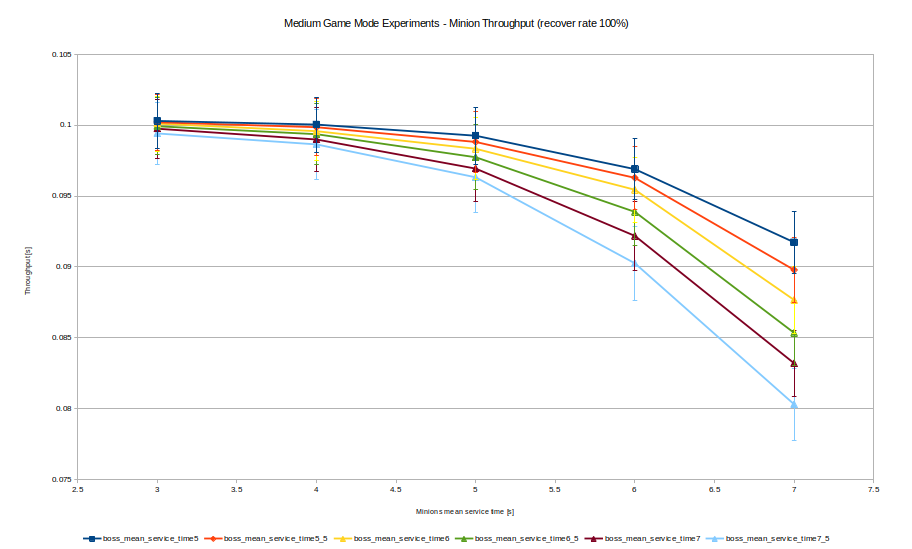 Medium Game Mode Experiments - Minion Throughput (recover rate 100%)
0.105
0.1
0.095
0.09
0.085
0.08
0.075
Throughput [s]
2.5 3 3.5 4 4.5 5 5.5 6 6.5 7 7.5
Minions mean service time [s]
boss_mean_service_time5 boss_mean_service_time5_5 boss_mean_service_time6 boss_mean_service_time6_5 boss_mean_service_time7 boss_mean_service_time7_5